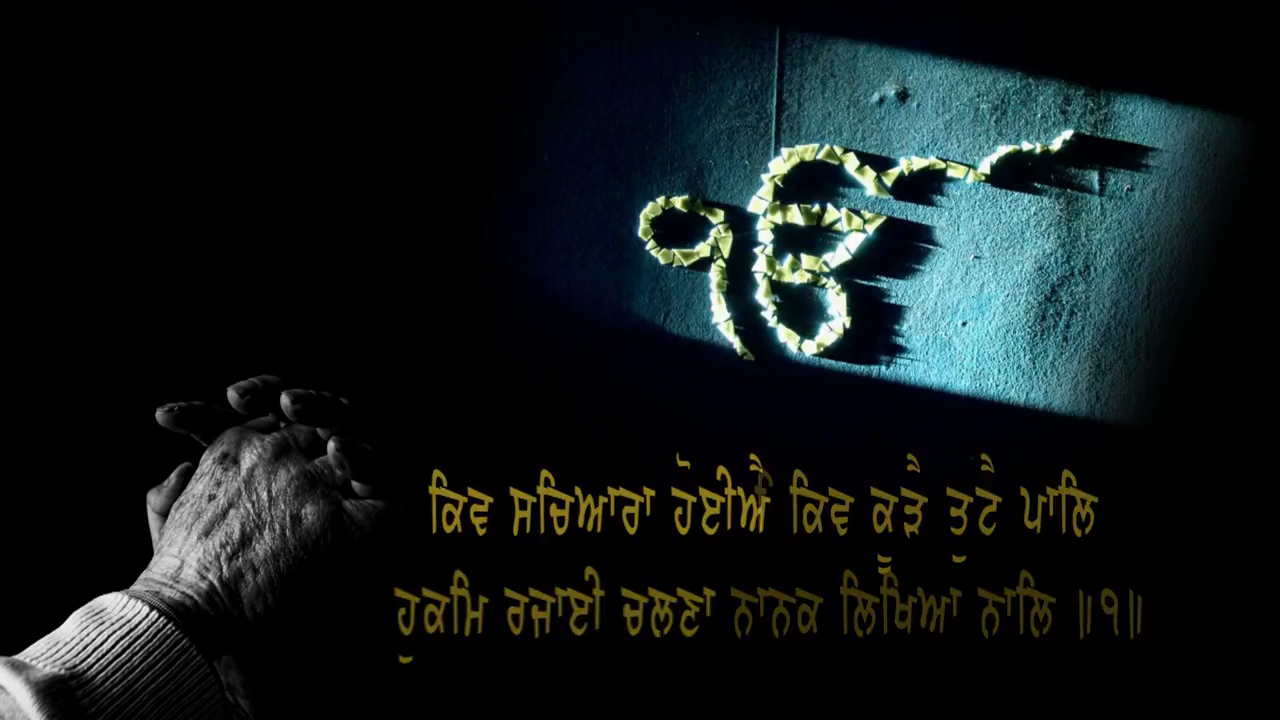 ੴ
ਕਿਵ ਸਚਿਆਰਾ ਹੋਈਐ ਕਿਵ ਕੂੜੈ ਤੁਟੈ ਪਾਲਿ
ਹੁਕਮਿ ਰਜਾਈ ਚਲਣਾ ਨਾਨਕ ਲਿਖਿਆ ਨਾਲਿ ॥੧॥